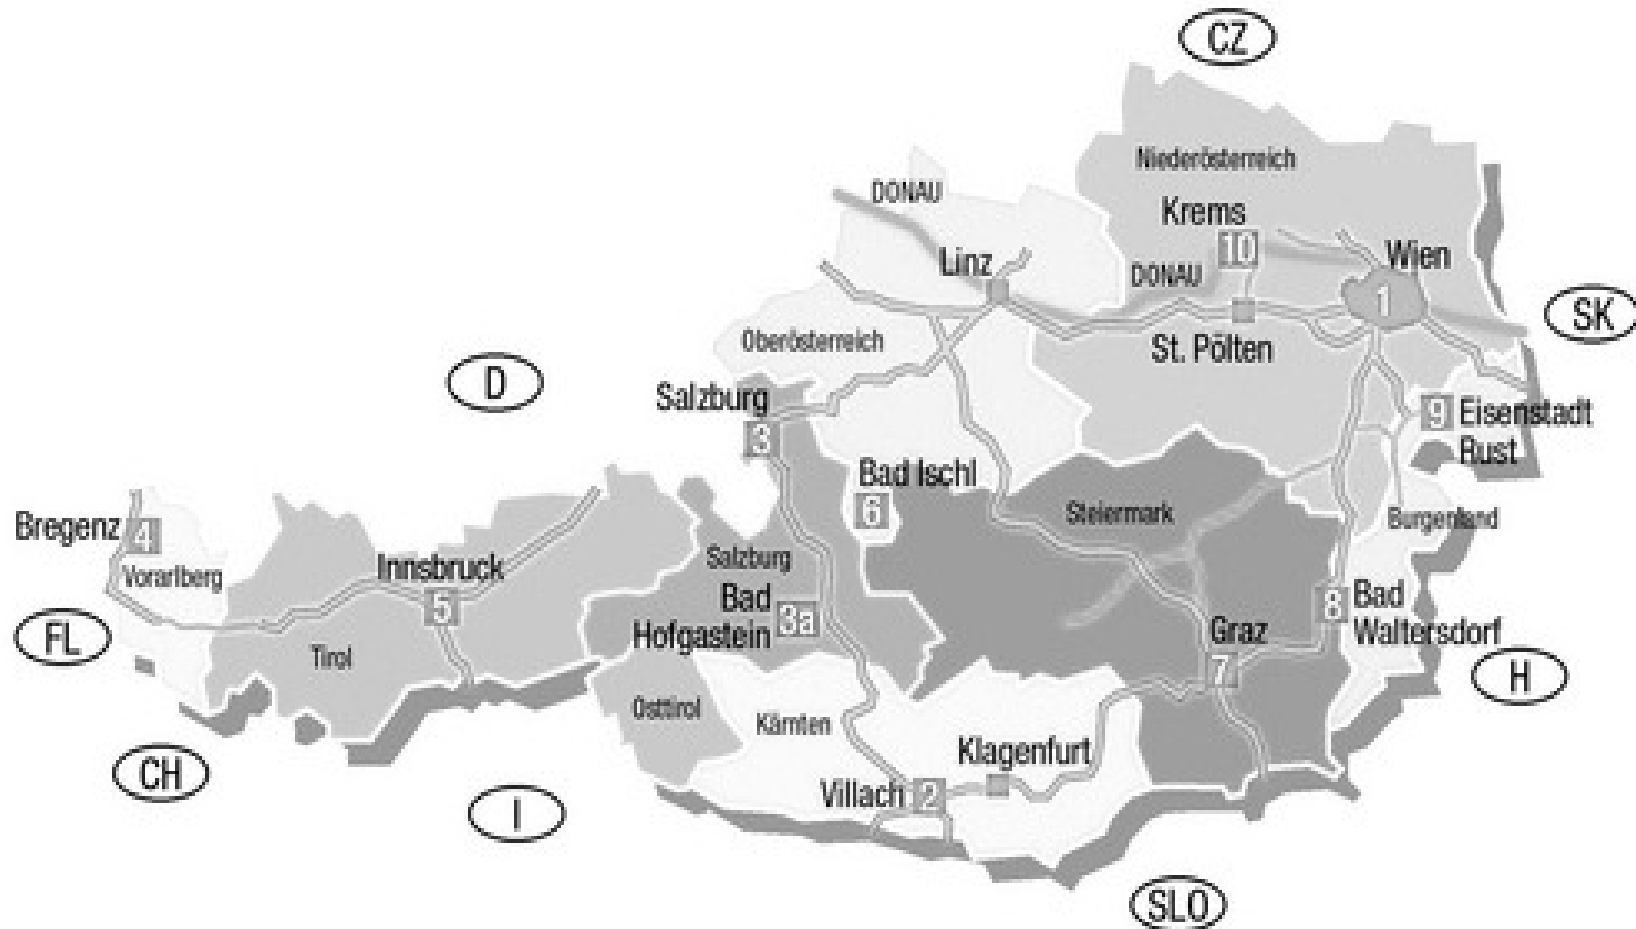 CZ
Niederösterreich
DONAU
Krems
10
Wien
Linz
DONAU
1
SK
Oberösterreich
St. Pölten
D
Salzburg
3
9 Eisenstadt
Rust
Bad Ischl
6
Steiermark
Burgenland
Bregenz 4
Vorarlberg
Innsbruck
5
Salzburg
Bad
Hofgastein 3a
8 Bad
Waltersdorf
FL
Graz
7
Tirol
H
Osttirol
Kärnten
Klagenfurt
CH
Villach 2
I
SLO